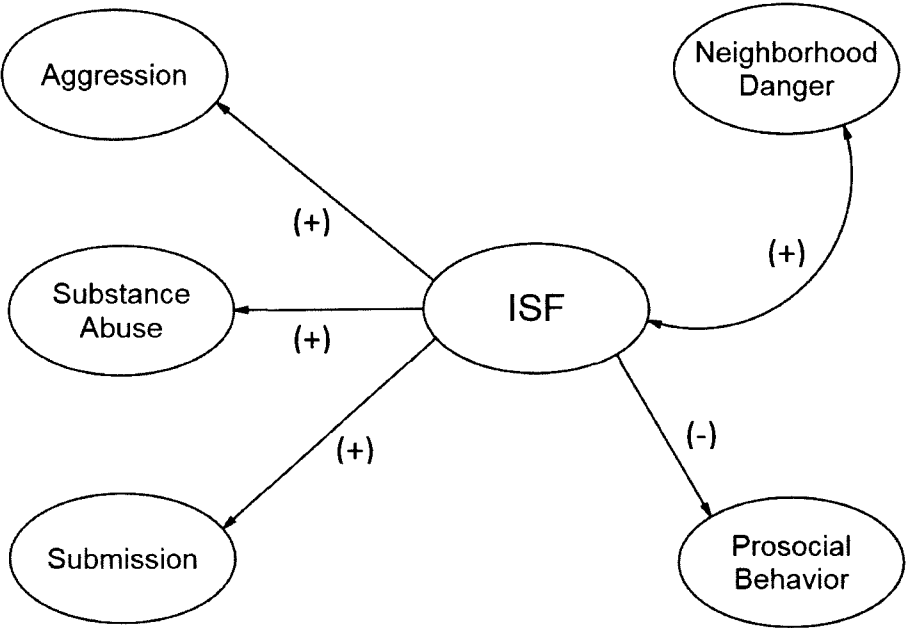 Aggression
Neighborhood
Danger
(+)
(+)
Substance
Abuse
ISF
(+)
(+)
(-)
Submission
Prosocial
Behavior